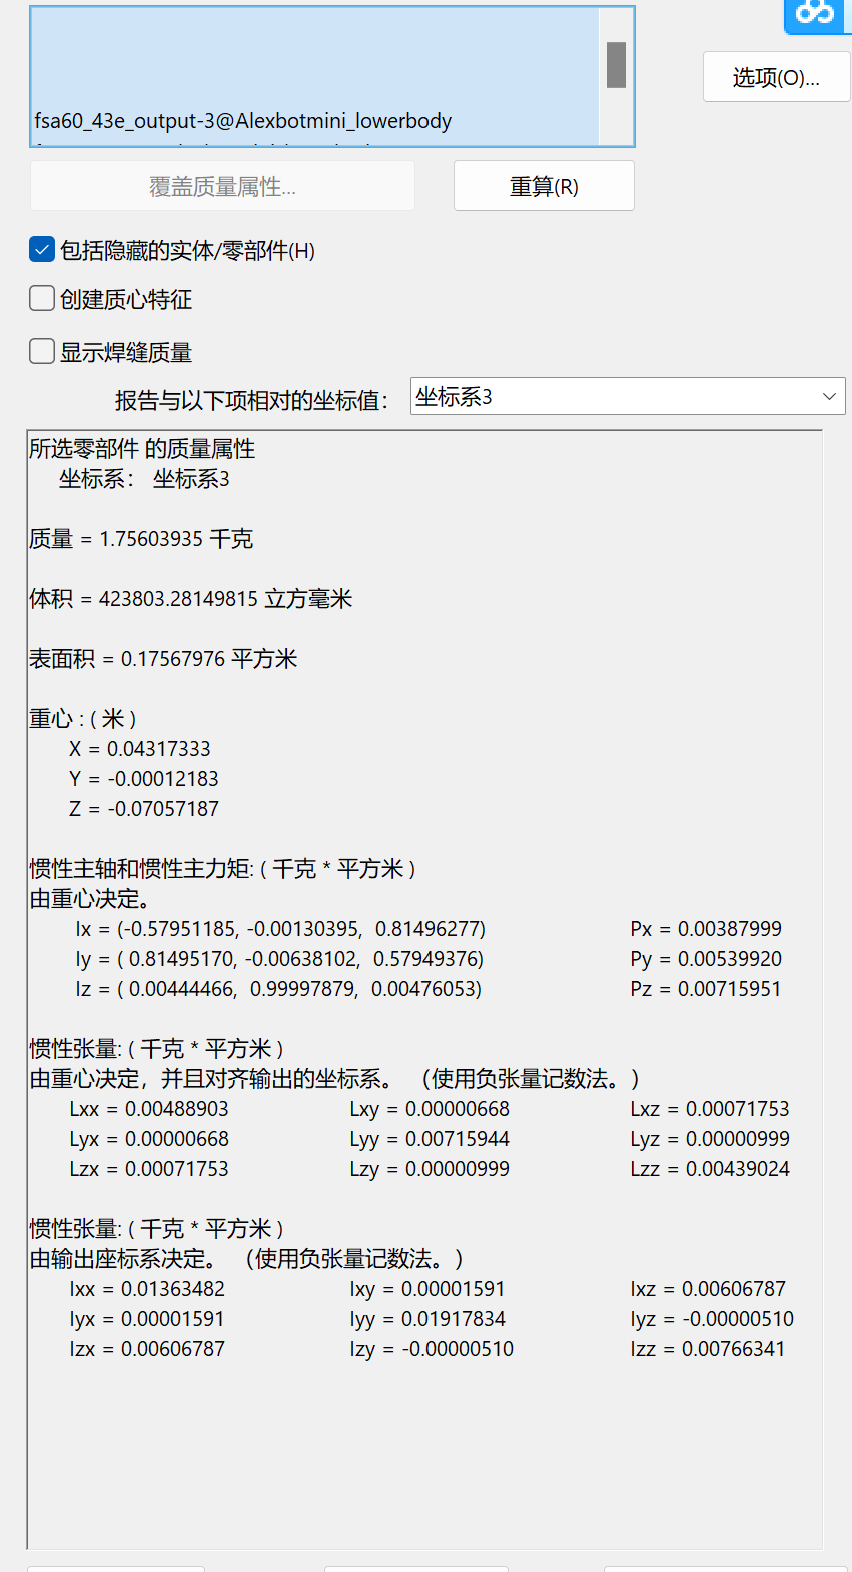 选项(O)...
fsa60_43e_output-3@Alexbotmini_lowerbody
覆盖质量属性...
重算(R)
包括隐藏的实体/零部件(H)
创建质心特征
显示焊缝质量
报告与以下项相对的坐标值： 坐标系3
所选零部件 的质量属性
坐标系： 坐标系3
质量 = 1.75603935 千克
体积 = 423803.28149815 立方毫米
表面积 = 0.17567976 平方米
重心 : ( 米 )
X = 0.04317333
Y = -0.00012183
Z = -0.07057187
惯性主轴和惯性主力矩: ( 千克 * 平方米 )
由重心决定。
Ix = (-0.57951185, -0.00130395, 0.81496277) Px = 0.00387999
Iy = ( 0.81495170, -0.00638102, 0.57949376) Py = 0.00539920
Iz = ( 0.00444466, 0.99997879, 0.00476053) Pz = 0.00715951
惯性张量: ( 千克 * 平方米 )
由重心决定，并且对齐输出的坐标系。 （使用负张量记数法。）
Lxx = 0.00488903 Lxy = 0.00000668 Lxz = 0.00071753
Lyx = 0.00000668 Lyy = 0.00715944 Lyz = 0.00000999
Lzx = 0.00071753 Lzy = 0.00000999 Lzz = 0.00439024
惯性张量: ( 千克 * 平方米 )
由输出座标系决定。 （使用负张量记数法。）
Ixx = 0.01363482 Ixy = 0.00001591 Ixz = 0.00606787
Iyx = 0.00001591 Iyy = 0.01917834 Iyz = -0.00000510
Izx = 0.00606787 Izy = -0.00000510 Izz = 0.00766341